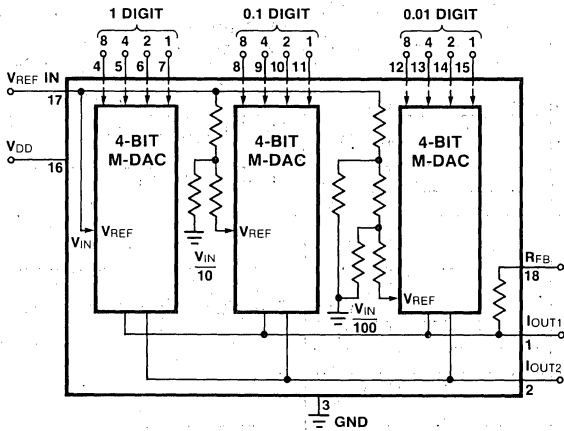 1 DIGIT 0.1 DIGIT 0.01 DIGIT
8 4 2 1 8 4 2 1 8 4 2 1
4 5 6 7 8 9 10 11 12 13 14 15
VREF IN
17
VDD
16
4-BIT M-DAC
4-BIT M-DAC
4-BIT M-DAC
VIN
VREF
VIN/10
VREF
VIN/100
VREF
RFB
18
IOUT1
1
IOUT2
2
3
GND